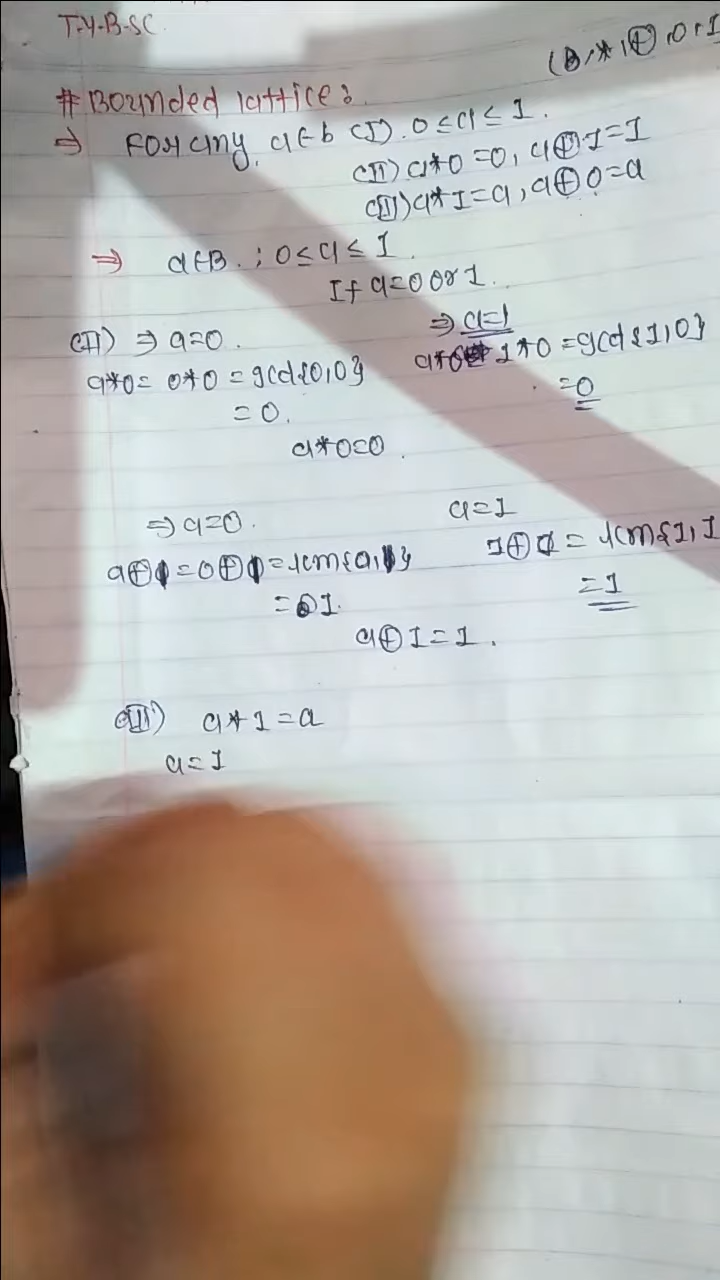 T.Y.B.SC
(B, *, ⊕, 0, 1
# Bounded lattice :
⇒ For any, a∈b (I). 0 ≤ a ≤ 1.
(II) a*0 = 0, a⊕1 = 1
(III) a*1 = a, a⊕0 = a
⇒ a∈B. ; 0 ≤ a ≤ 1
If a = 0 or 1.
(II) ⇒ a = 0.
a*0 = 0*0 = gcd{0,0}
= 0.
⇒ a=1
a*0 1*0 = gcd{1,0}
= 0
a*0=0.
⇒ a=0.
a⊕1 = 0⊕1 = lcm{0,1}
= 1.
a=1
1⊕1 = lcm{1,1
= 1
a⊕1 = 1.
(III) a*1 = a
a = 1